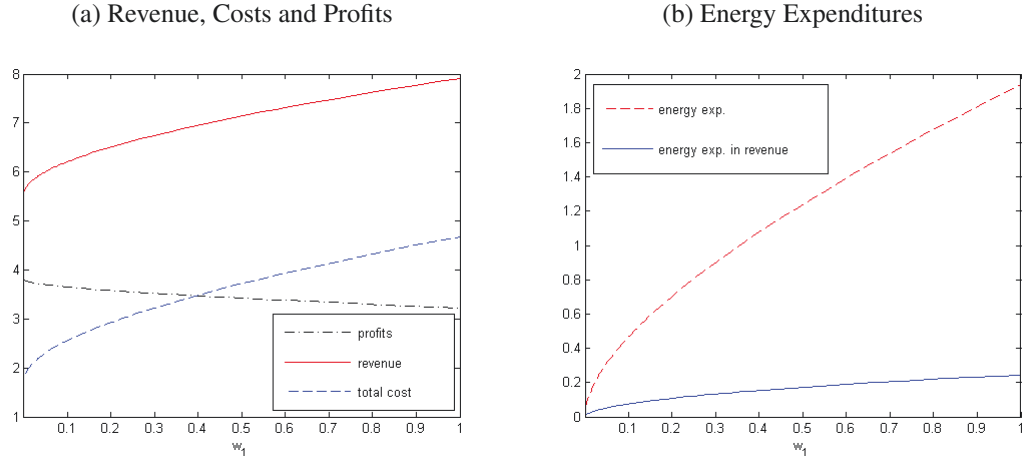 (a) Revenue, Costs and Profits
8
7
6
5
4
3
2
1
0.1 0.2 0.3 0.4 0.5 0.6 0.7 0.8 0.9 1
w_1
profits
revenue
total cost
(b) Energy Expenditures
2
1.8
1.6
1.4
1.2
1
0.8
0.6
0.4
0.2
0
0.1 0.2 0.3 0.4 0.5 0.6 0.7 0.8 0.9 1
w_1
energy exp.
energy exp. in revenue